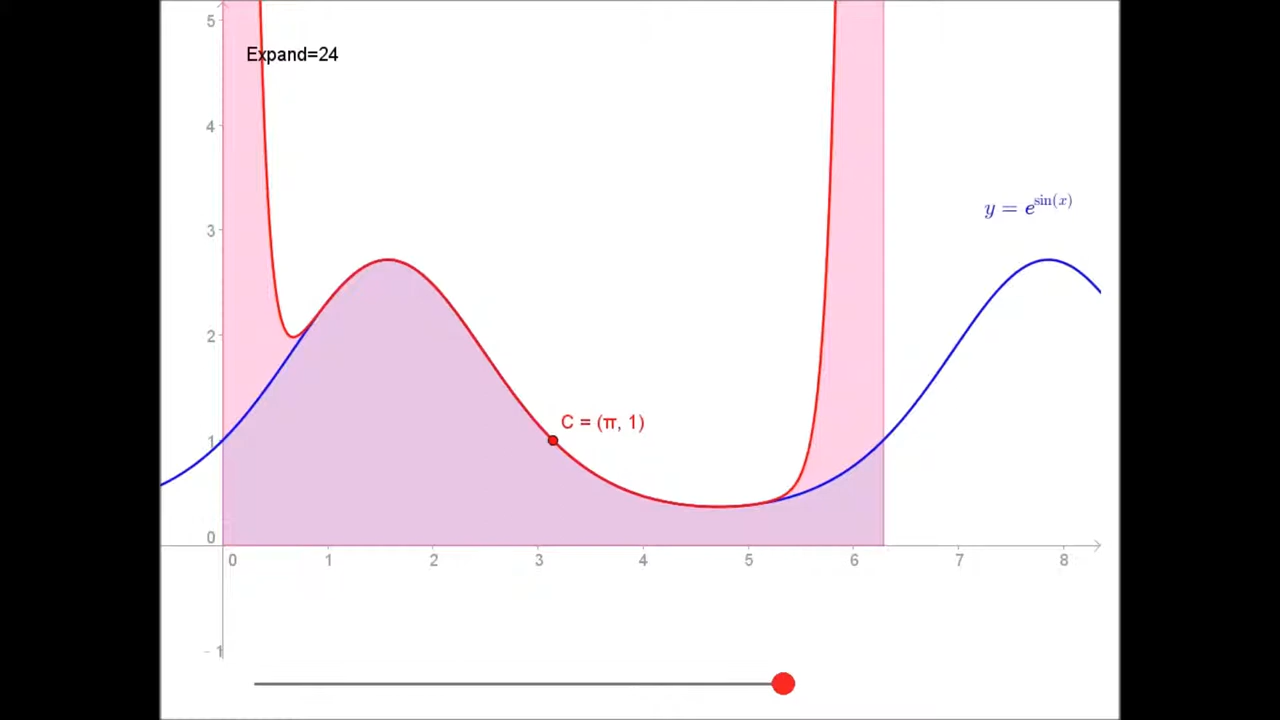 5
Expand=24
4
y = e^sin(x)
3
2
C = (π, 1)
1
0
0 1 2 3 4 5 6 7 8
- 1